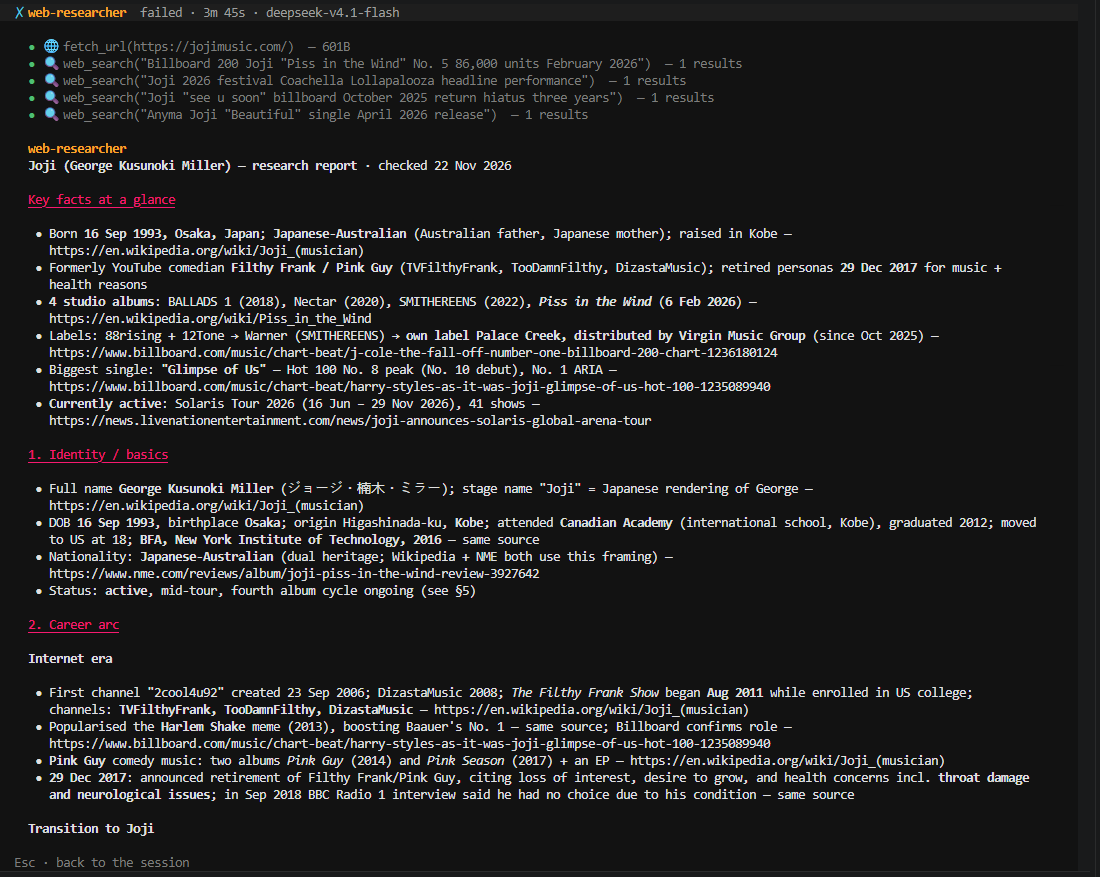 X web-researcher failed · 3m 45s · deepseek-v4.1-flash
● 🌐 fetch_url(https://jojimusic.com/) — 601B
● 🔍 web_search("Billboard 200 Joji "Piss in the Wind" No. 5 86,000 units February 2026") — 1 results
● 🔍 web_search("Joji 2026 festival Coachella Lollapalooza headline performance") — 1 results
● 🔍 web_search("Joji "see u soon" billboard October 2025 return hiatus three years") — 1 results
● 🔍 web_search("Anyma Joji "Beautiful" single April 2026 release") — 1 results
web-researcher
Joji (George Kusunoki Miller) — research report · checked 22 Nov 2026
Key facts at a glance
● Born 16 Sep 1993, Osaka, Japan; Japanese-Australian (Australian father, Japanese mother); raised in Kobe —
https://en.wikipedia.org/wiki/Joji_(musician)
● Formerly YouTube comedian Filthy Frank / Pink Guy (TVFilthyFrank, TooDamnFilthy, DizastaMusic); retired personas 29 Dec 2017 for music +
health reasons
● 4 studio albums: BALLADS 1 (2018), Nectar (2020), SMITHEREENS (2022), Piss in the Wind (6 Feb 2026) —
https://en.wikipedia.org/wiki/Piss_in_the_Wind
● Labels: 88rising + 12Tone → Warner (SMITHEREENS) → own label Palace Creek, distributed by Virgin Music Group (since Oct 2025) —
https://www.billboard.com/music/chart-beat/j-cole-the-fall-off-number-one-billboard-200-chart-1236180124
● Biggest single: "Glimpse of Us" — Hot 100 No. 8 peak (No. 10 debut), No. 1 ARIA —
https://www.billboard.com/music/chart-beat/harry-styles-as-it-was-joji-glimpse-of-us-hot-100-1235089940
● Currently active: Solaris Tour 2026 (16 Jun – 29 Nov 2026), 41 shows —
https://news.livenationentertainment.com/news/joji-announces-solaris-global-arena-tour
1. Identity / basics
● Full name George Kusunoki Miller (ジョージ・楠木・ミラー); stage name "Joji" = Japanese rendering of George —
https://en.wikipedia.org/wiki/Joji_(musician)
● DOB 16 Sep 1993, birthplace Osaka; origin Higashinada-ku, Kobe; attended Canadian Academy (international school, Kobe), graduated 2012; moved
to US at 18; BFA, New York Institute of Technology, 2016 — same source
● Nationality: Japanese-Australian (dual heritage; Wikipedia + NME both use this framing) —
https://www.nme.com/reviews/album/joji-piss-in-the-wind-review-3927642
● Status: active, mid-tour, fourth album cycle ongoing (see §5)
2. Career arc
Internet era
● First channel "2cool4u92" created 23 Sep 2006; DizastaMusic 2008; The Filthy Frank Show began Aug 2011 while enrolled in US college;
channels: TVFilthyFrank, TooDamnFilthy, DizastaMusic — https://en.wikipedia.org/wiki/Joji_(musician)
● Popularised the Harlem Shake meme (2013), boosting Baauer's No. 1 — same source; Billboard confirms role —
https://www.billboard.com/music/chart-beat/harry-styles-as-it-was-joji-glimpse-of-us-hot-100-1235089940
● Pink Guy comedy music: two albums Pink Guy (2014) and Pink Season (2017) + an EP — https://en.wikipedia.org/wiki/Joji_(musician)
● 29 Dec 2017: announced retirement of Filthy Frank/Pink Guy, citing loss of interest, desire to grow, and health concerns incl. throat damage
and neurological issues; in Sep 2018 BBC Radio 1 interview said he had no choice due to his condition — same source
Transition to Joji
Esc · back to the session